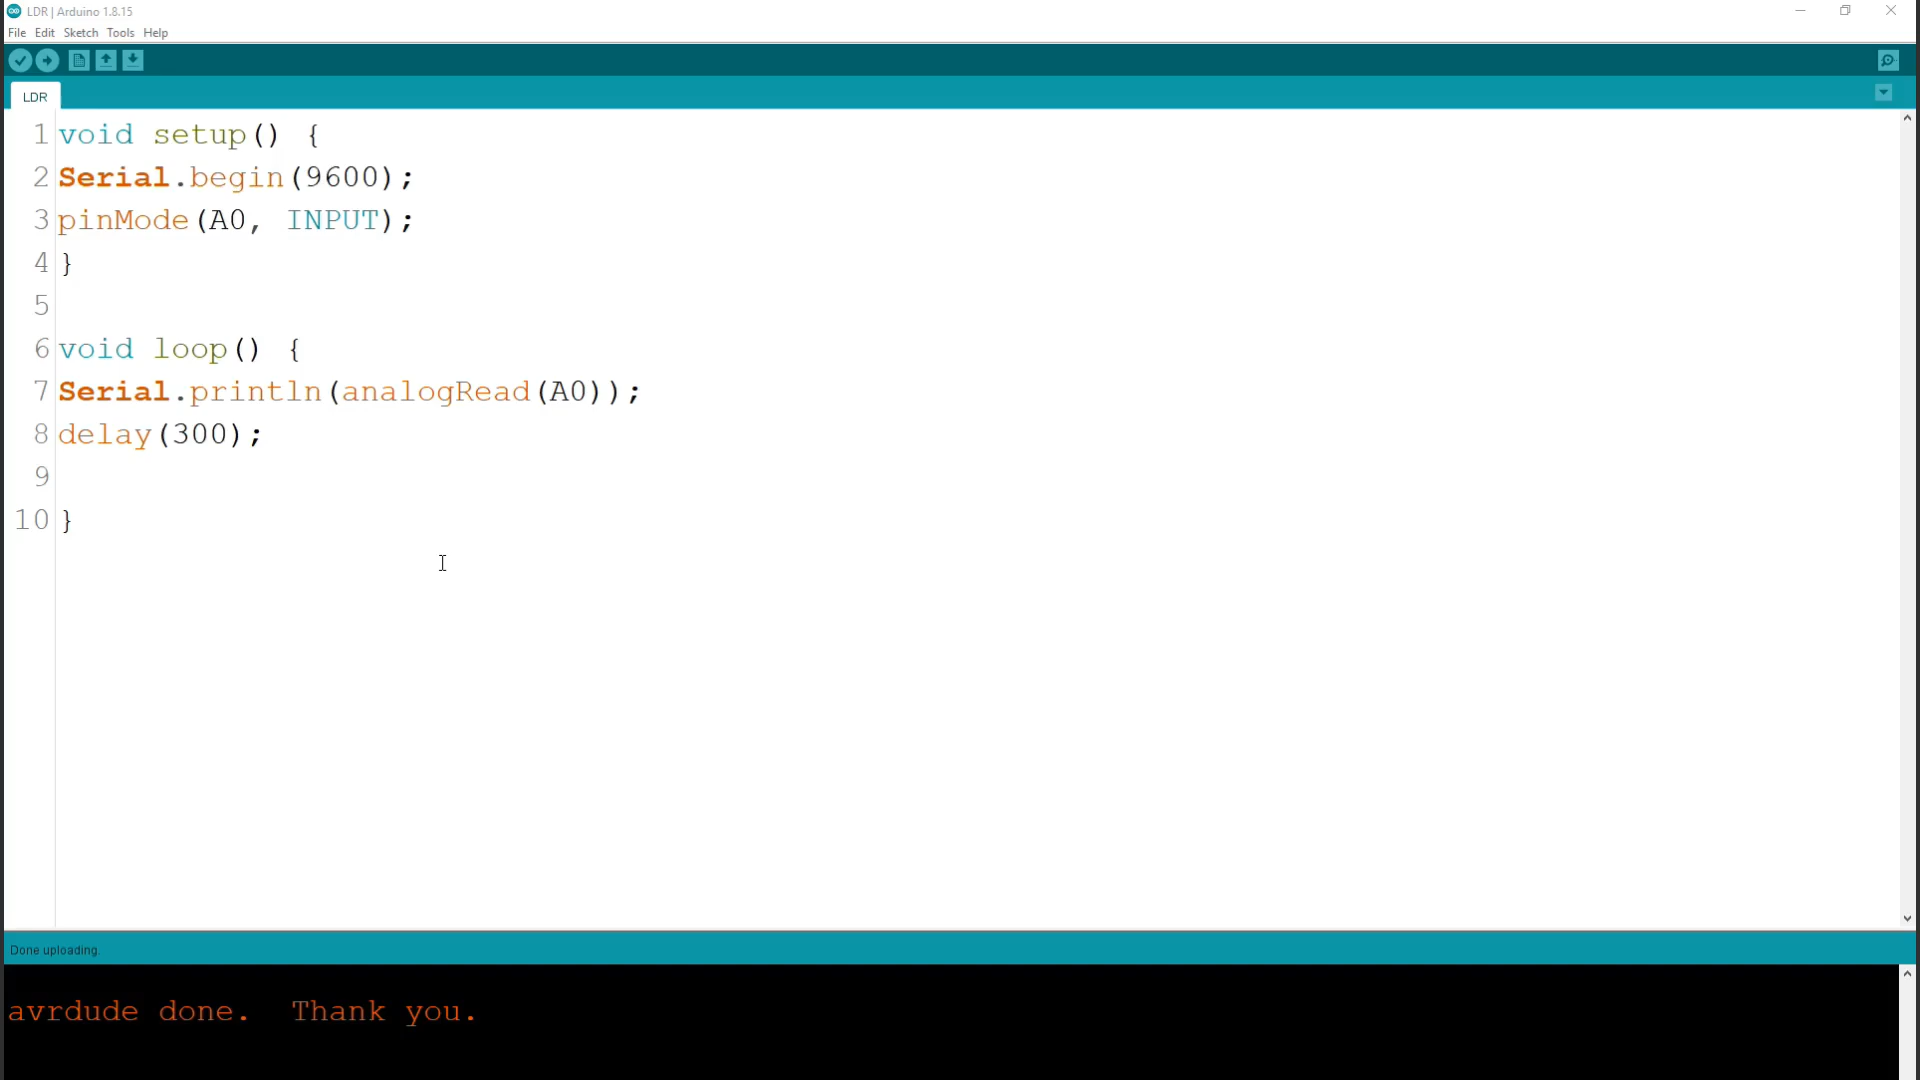 LDR | Arduino 1.8.15
File Edit Sketch Tools Help
LDR
1 void setup() {
2 Serial.begin(9600);
3 pinMode(A0, INPUT);
4 }
5
6 void loop() {
7 Serial.println(analogRead(A0));
8 delay(300);
9
10 }
Done uploading.
avrdude done.  Thank you.